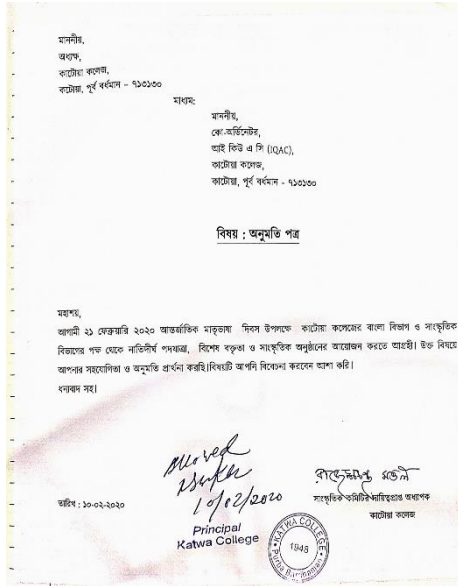 মাননীয়,
অধ্যক্ষ,
কাটোয়া কলেজ,
কাটোয়া, পূর্ব বর্ধমান - ৭১৩১৩০
মাধ্যম:
মাননীয়,
কো-অর্ডিনেটর,
আই কিউ এ সি (IQAC),
কাটোয়া কলেজ,
কাটোয়া, পূর্ব বর্ধমান - ৭১৩১৩০
বিষয় : অনুমতি পত্র
মহাশয়,
আগামী ২১ ফেব্রুয়ারি ২০২০ আন্তর্জাতিক মাতৃভাষা দিবস উপলক্ষে কাটোয়া কলেজের বাংলা বিভাগ ও সাংস্কৃতিক
বিভাগের পক্ষ থেকে নাতিদীর্ঘ পদযাত্রা, বিশেষ বক্তৃতা ও সাংস্কৃতিক অনুষ্ঠানের আয়োজন করতে আগ্রহী। উক্ত বিষয়ে
আপনার সহযোগিতা ও অনুমতি প্রার্থনা করছি।বিষয়টি আপনি বিবেচনা করবেন আশা করি।
ধন্যবাদ সহ।
10/02/2020
সাংস্কৃতিক কমিটির দায়িত্বপ্রাপ্ত অধ্যাপক
তারিখ : ১০-০২-২০২০
কাটোয়া কলেজ
Principal
Katwa College
KATWA COLLEGE
1948